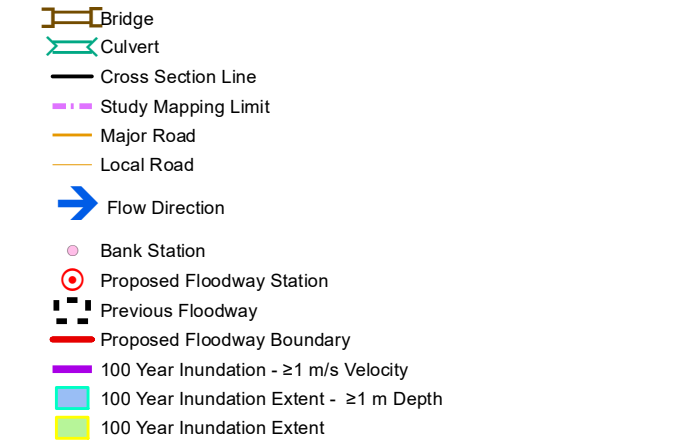 Bridge
Culvert
Cross Section Line
Study Mapping Limit
Major Road
Local Road
Flow Direction
Bank Station
Proposed Floodway Station
Previous Floodway
Proposed Floodway Boundary
100 Year Inundation - ≥1 m/s Velocity
100 Year Inundation Extent - ≥1 m Depth
100 Year Inundation Extent